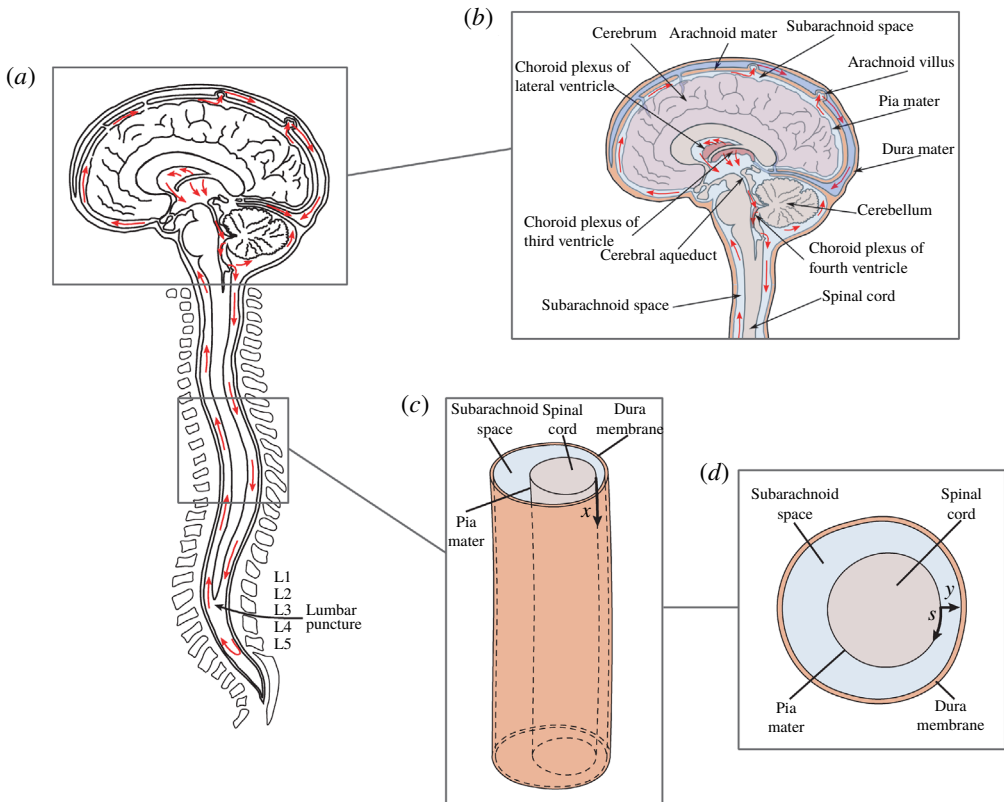 (a)
L1
L2
L3
L4
L5
Lumbar
puncture
(b)
Cerebrum
Arachnoid mater
Subarachnoid space
Choroid plexus of
lateral ventricle
Arachnoid villus
Pia mater
Dura mater
Cerebellum
Choroid plexus of
third ventricle
Cerebral aqueduct
Choroid plexus of
fourth ventricle
Subarachnoid space
Spinal cord
(c)
Subarachnoid
space
Spinal
cord
Dura
membrane
Pia
mater
x
(d)
Subarachnoid
space
Spinal
cord
y
s
Pia
mater
Dura
membrane